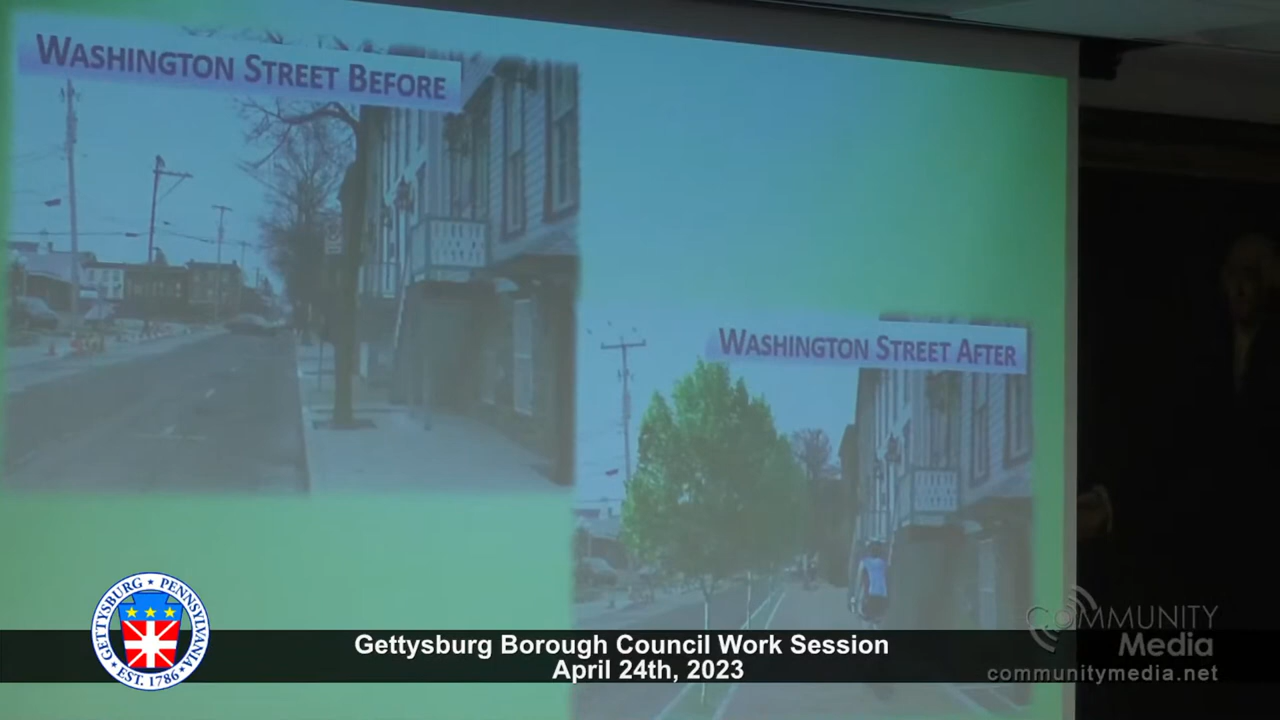 WASHINGTON STREET BEFORE
WASHINGTON STREET AFTER
GETTYSBURG ★ PENNSYLVANIA
★ EST. 1786 ★
Gettysburg Borough Council Work Session
April 24th, 2023
COMMUNITY
Media
communitymedia.net